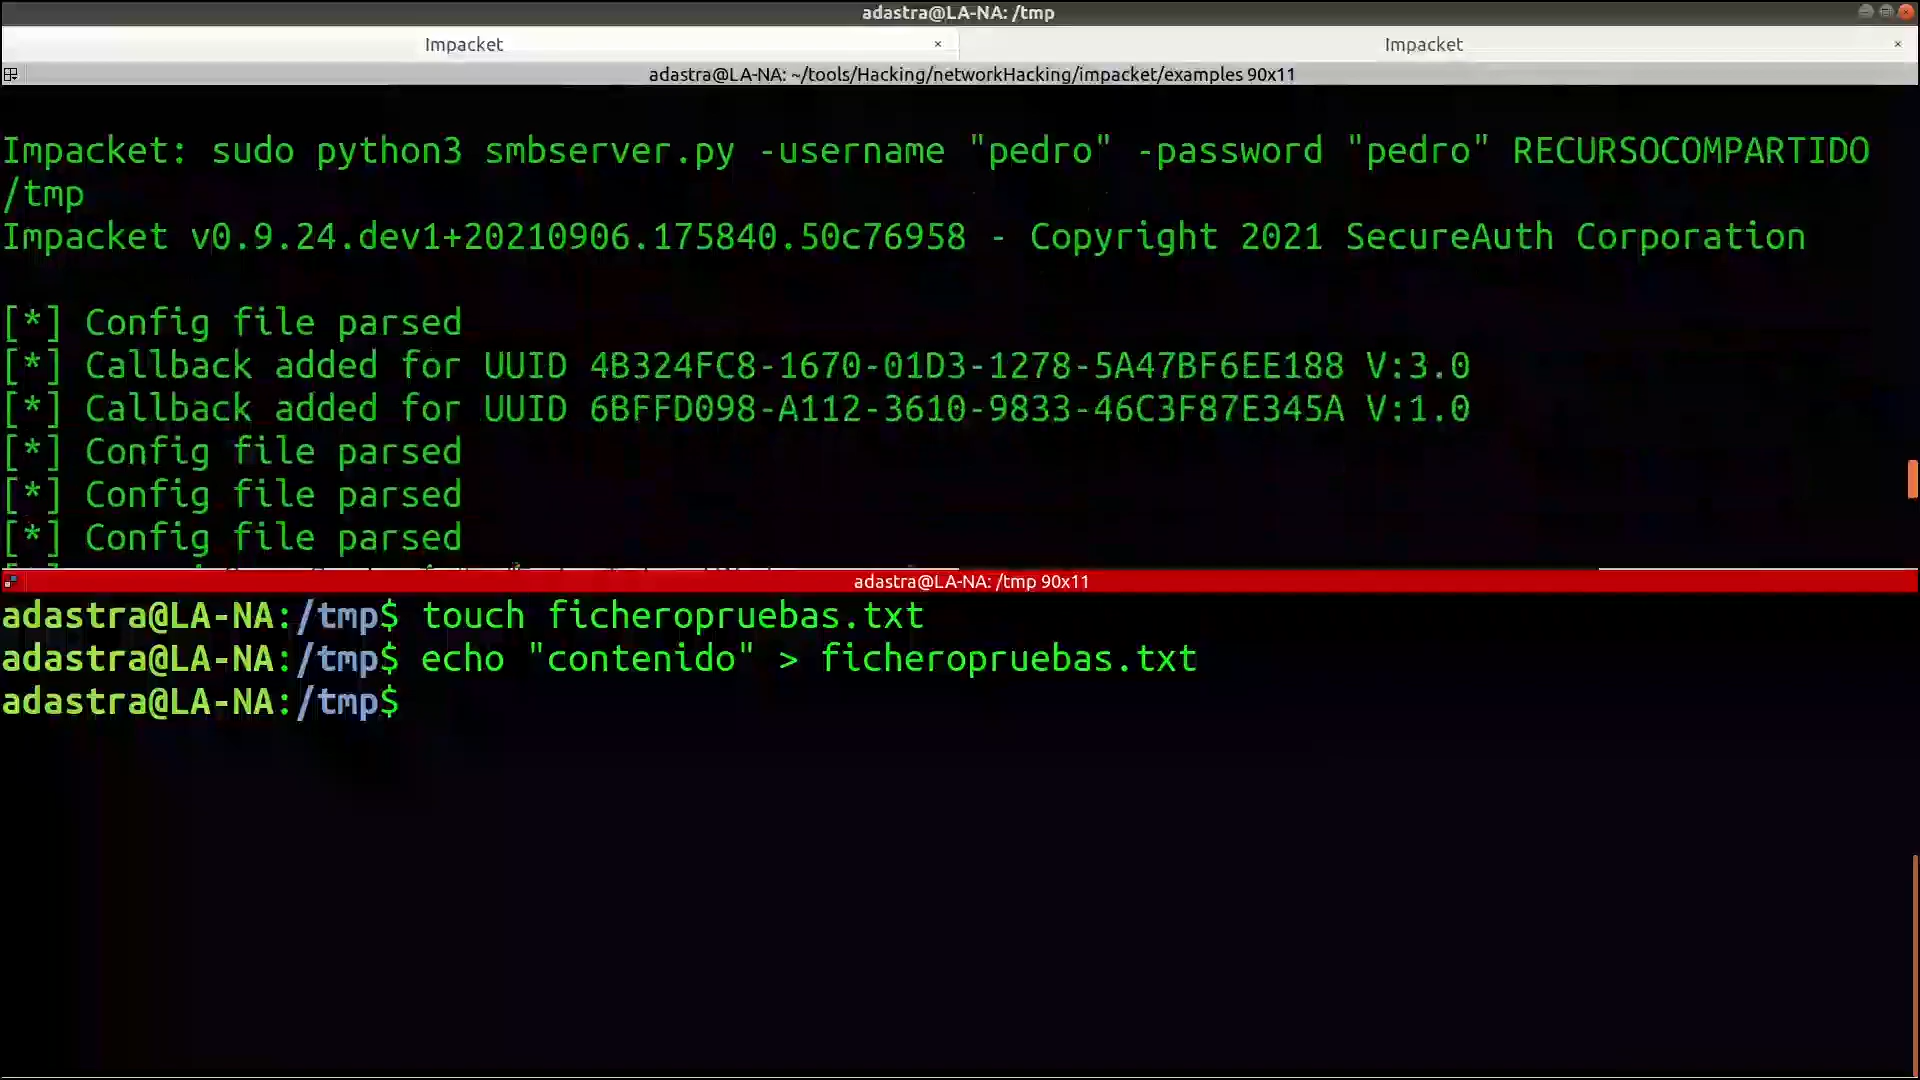 adastra@LA-NA: /tmp
Impacket × Impacket ×
adastra@LA-NA: ~/tools/Hacking/networkHacking/impacket/examples 90x11
Impacket: sudo python3 smbserver.py -username "pedro" -password "pedro" RECURSOCOMPARTIDO
/tmp
Impacket v0.9.24.dev1+20210906.175840.50c76958 - Copyright 2021 SecureAuth Corporation
[*] Config file parsed
[*] Callback added for UUID 4B324FC8-1670-01D3-1278-5A47BF6EE188 V:3.0
[*] Callback added for UUID 6BFFD098-A112-3610-9833-46C3F87E345A V:1.0
[*] Config file parsed
[*] Config file parsed
[*] Config file parsed
adastra@LA-NA: /tmp 90x11
adastra@LA-NA:/tmp$ touch ficheropruebas.txt
adastra@LA-NA:/tmp$ echo "contenido" > ficheropruebas.txt
adastra@LA-NA:/tmp$